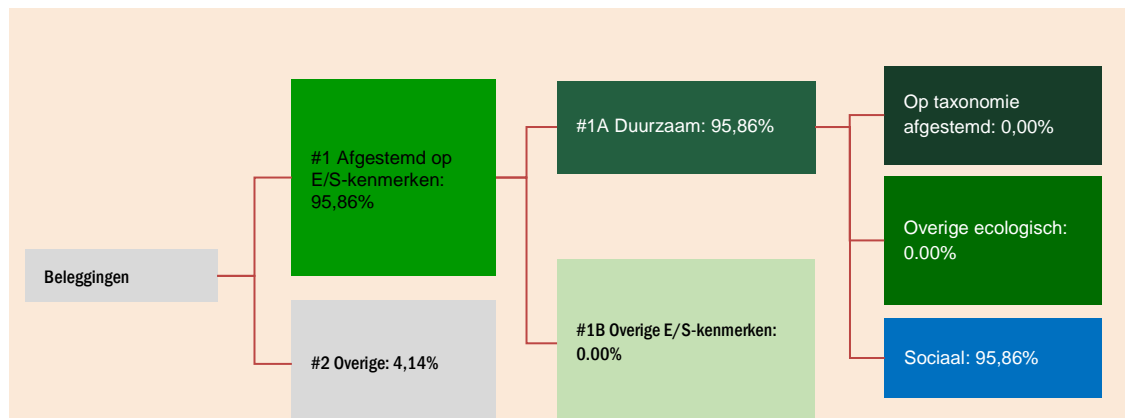 Beleggingen
#1 Afgestemd op
E/S-kenmerken:
95,86%
#2 Overige: 4,14%
#1A Duurzaam: 95,86%
#1B Overige E/S-kenmerken:
0.00%
Op taxonomie
afgestemd: 0,00%
Overige ecologisch:
0.00%
Sociaal: 95,86%